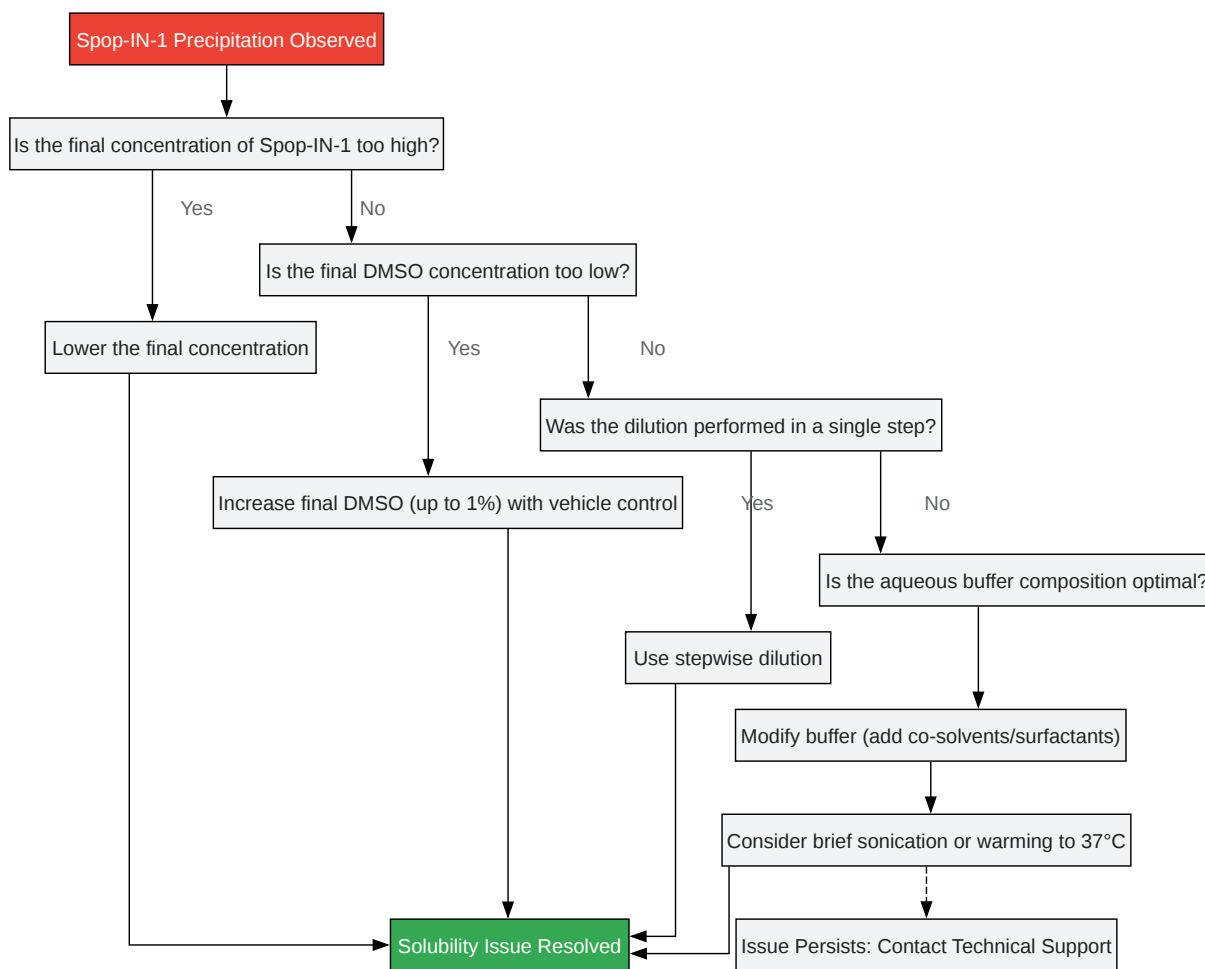 Spop-IN-1 Precipitation Observed
Is the final concentration of Spop-IN-1 too high?
Yes
No
Is the final DMSO concentration too low?
Lower the final concentration
Yes
No
Was the dilution performed in a single step?
Increase final DMSO (up to 1%) with vehicle control
Yes
No
Is the aqueous buffer composition optimal?
Use stepwise dilution
Modify buffer (add co-solvents/surfactants)
Consider brief sonication or warming to 37°C
Solubility Issue Resolved
Issue Persists: Contact Technical Support